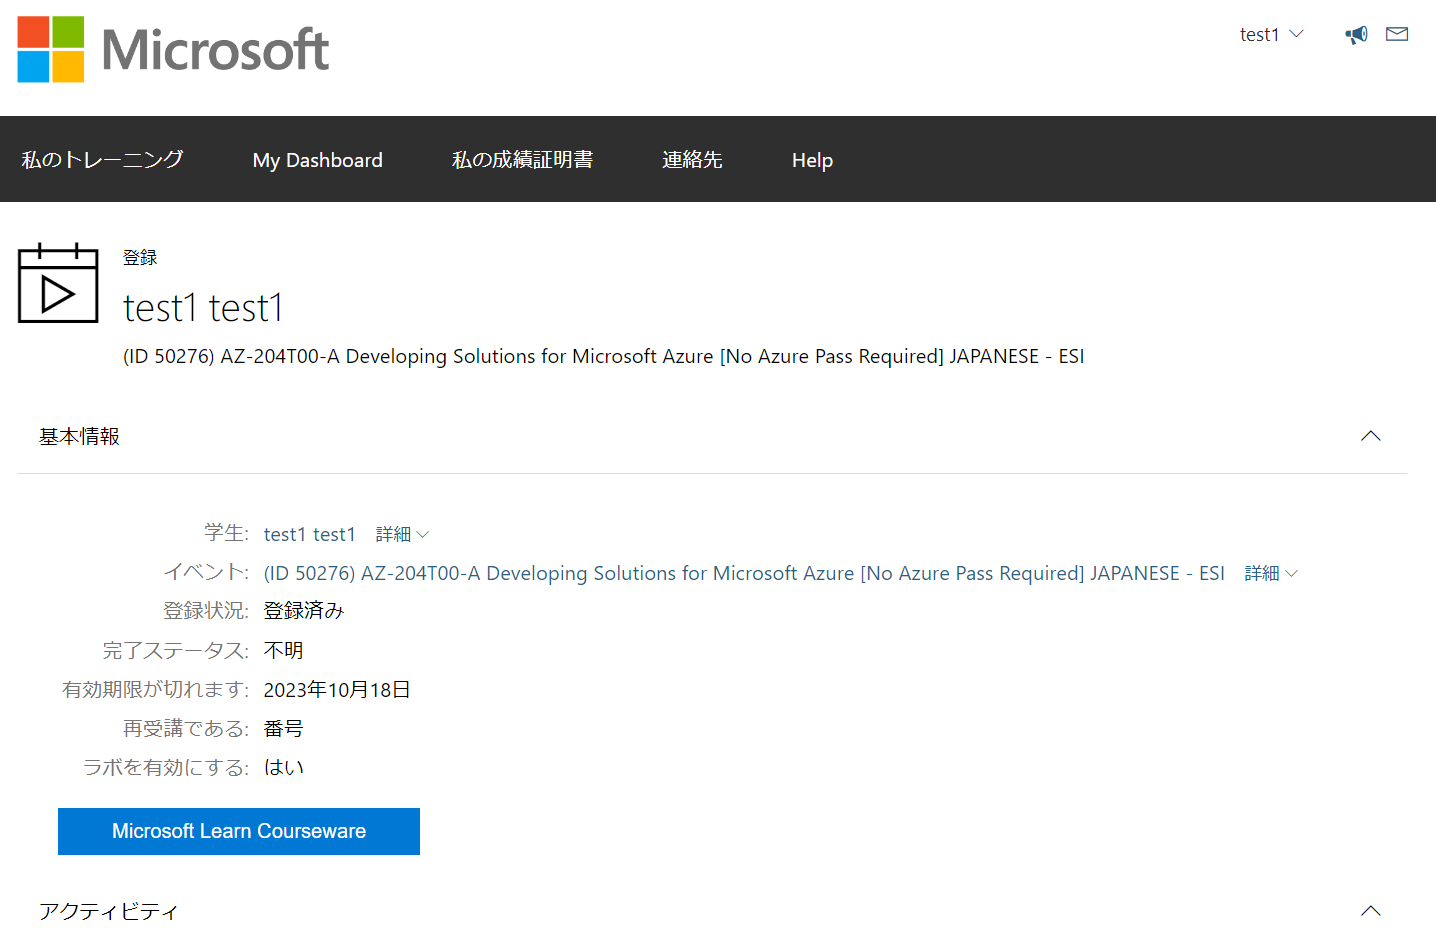 Microsoft
test1
私のトレーニング My Dashboard 私の成績証明書 連絡先 Help
登録
test1 test1
(ID 50276) AZ-204T00-A Developing Solutions for Microsoft Azure [No Azure Pass Required] JAPANESE - ESI
基本情報
学生: test1 test1 詳細
イベント: (ID 50276) AZ-204T00-A Developing Solutions for Microsoft Azure [No Azure Pass Required] JAPANESE - ESI 詳細
登録状況: 登録済み
完了ステータス: 不明
有効期限が切れます: 2023年10月18日
再受講である: 番号
ラボを有効にする: はい
Microsoft Learn Courseware
アクティビティ